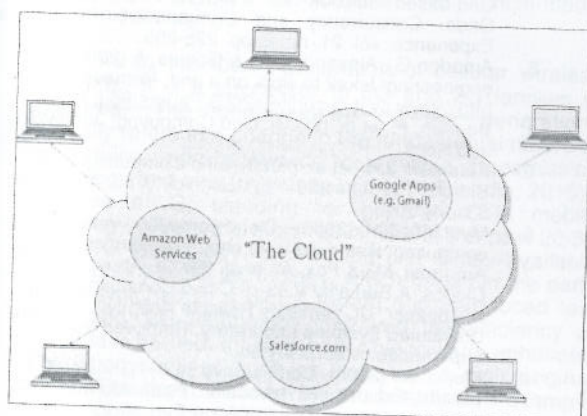 Google Apps
(e.g. Gmail)
Amazon Web
Services
"The Cloud"
Salesforce.com